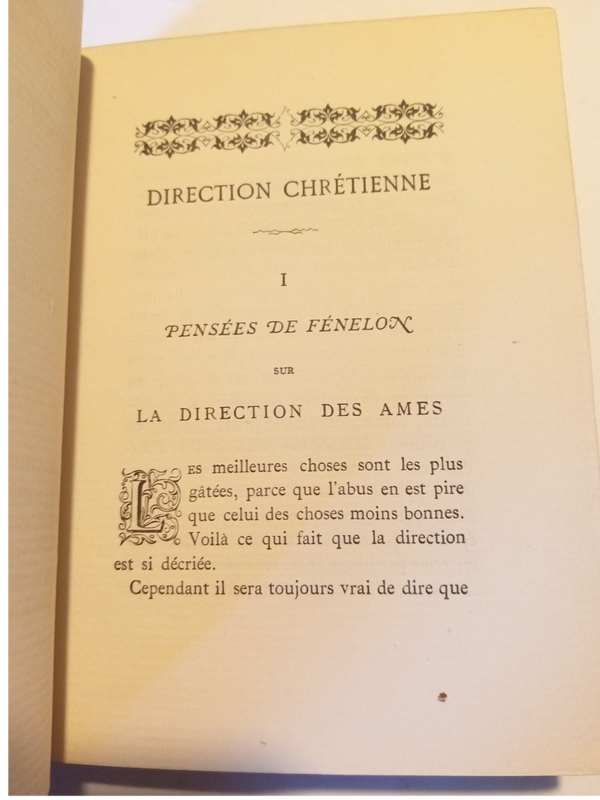 DIRECTION CHRÉTIENNE
I
PENSÉES DE FÉNELON
SUR
LA DIRECTION DES AMES
LES meilleures choses sont les plus
gâtées, parce que l'abus en est pire
que celui des choses moins bonnes.
Voilà ce qui fait que la direction
est si décriée.
Cependant il sera toujours vrai de dire que